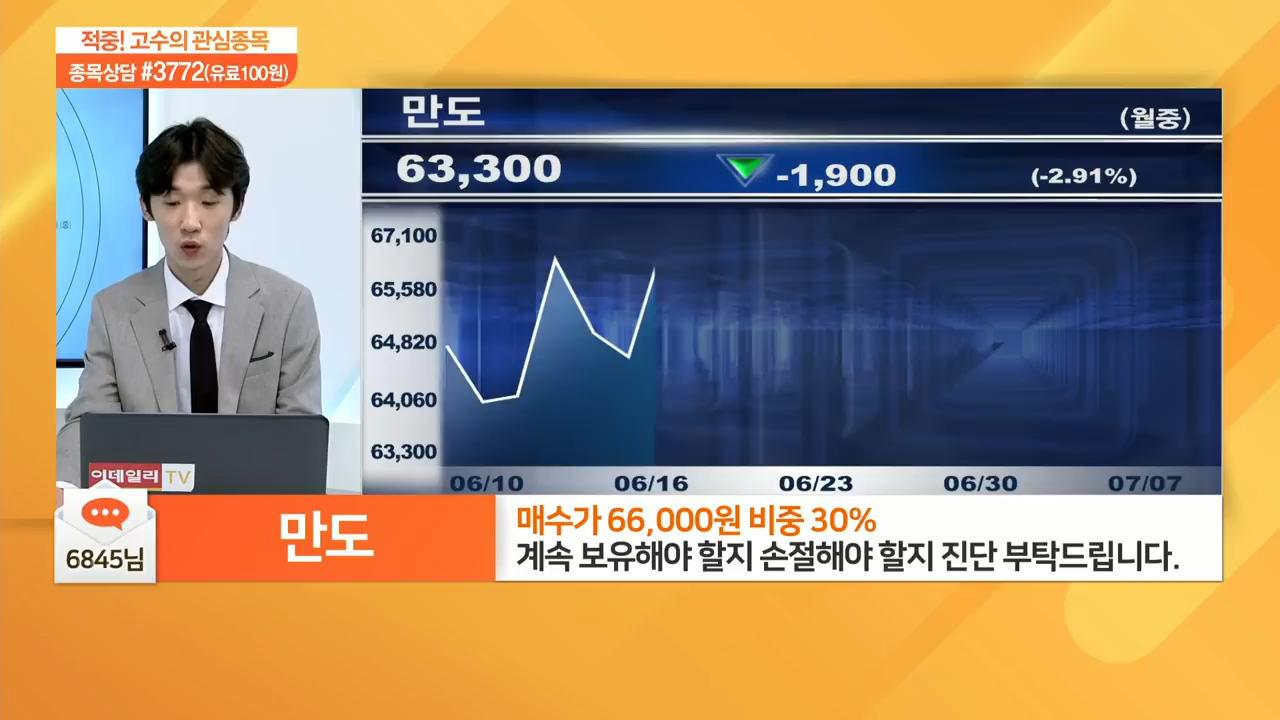 적중! 고수의 관심종목
종목상담 #3772(유료100원)
만도
(월중)
63,300 -1,900 (-2.91%)
67,100
65,580
64,820
64,060
63,300
06/10 06/16 06/23 06/30 07/07
이데일리 TV
6845님
만도
매수가 66,000원 비중 30%
계속 보유해야 할지 손절해야 할지 진단 부탁드립니다.